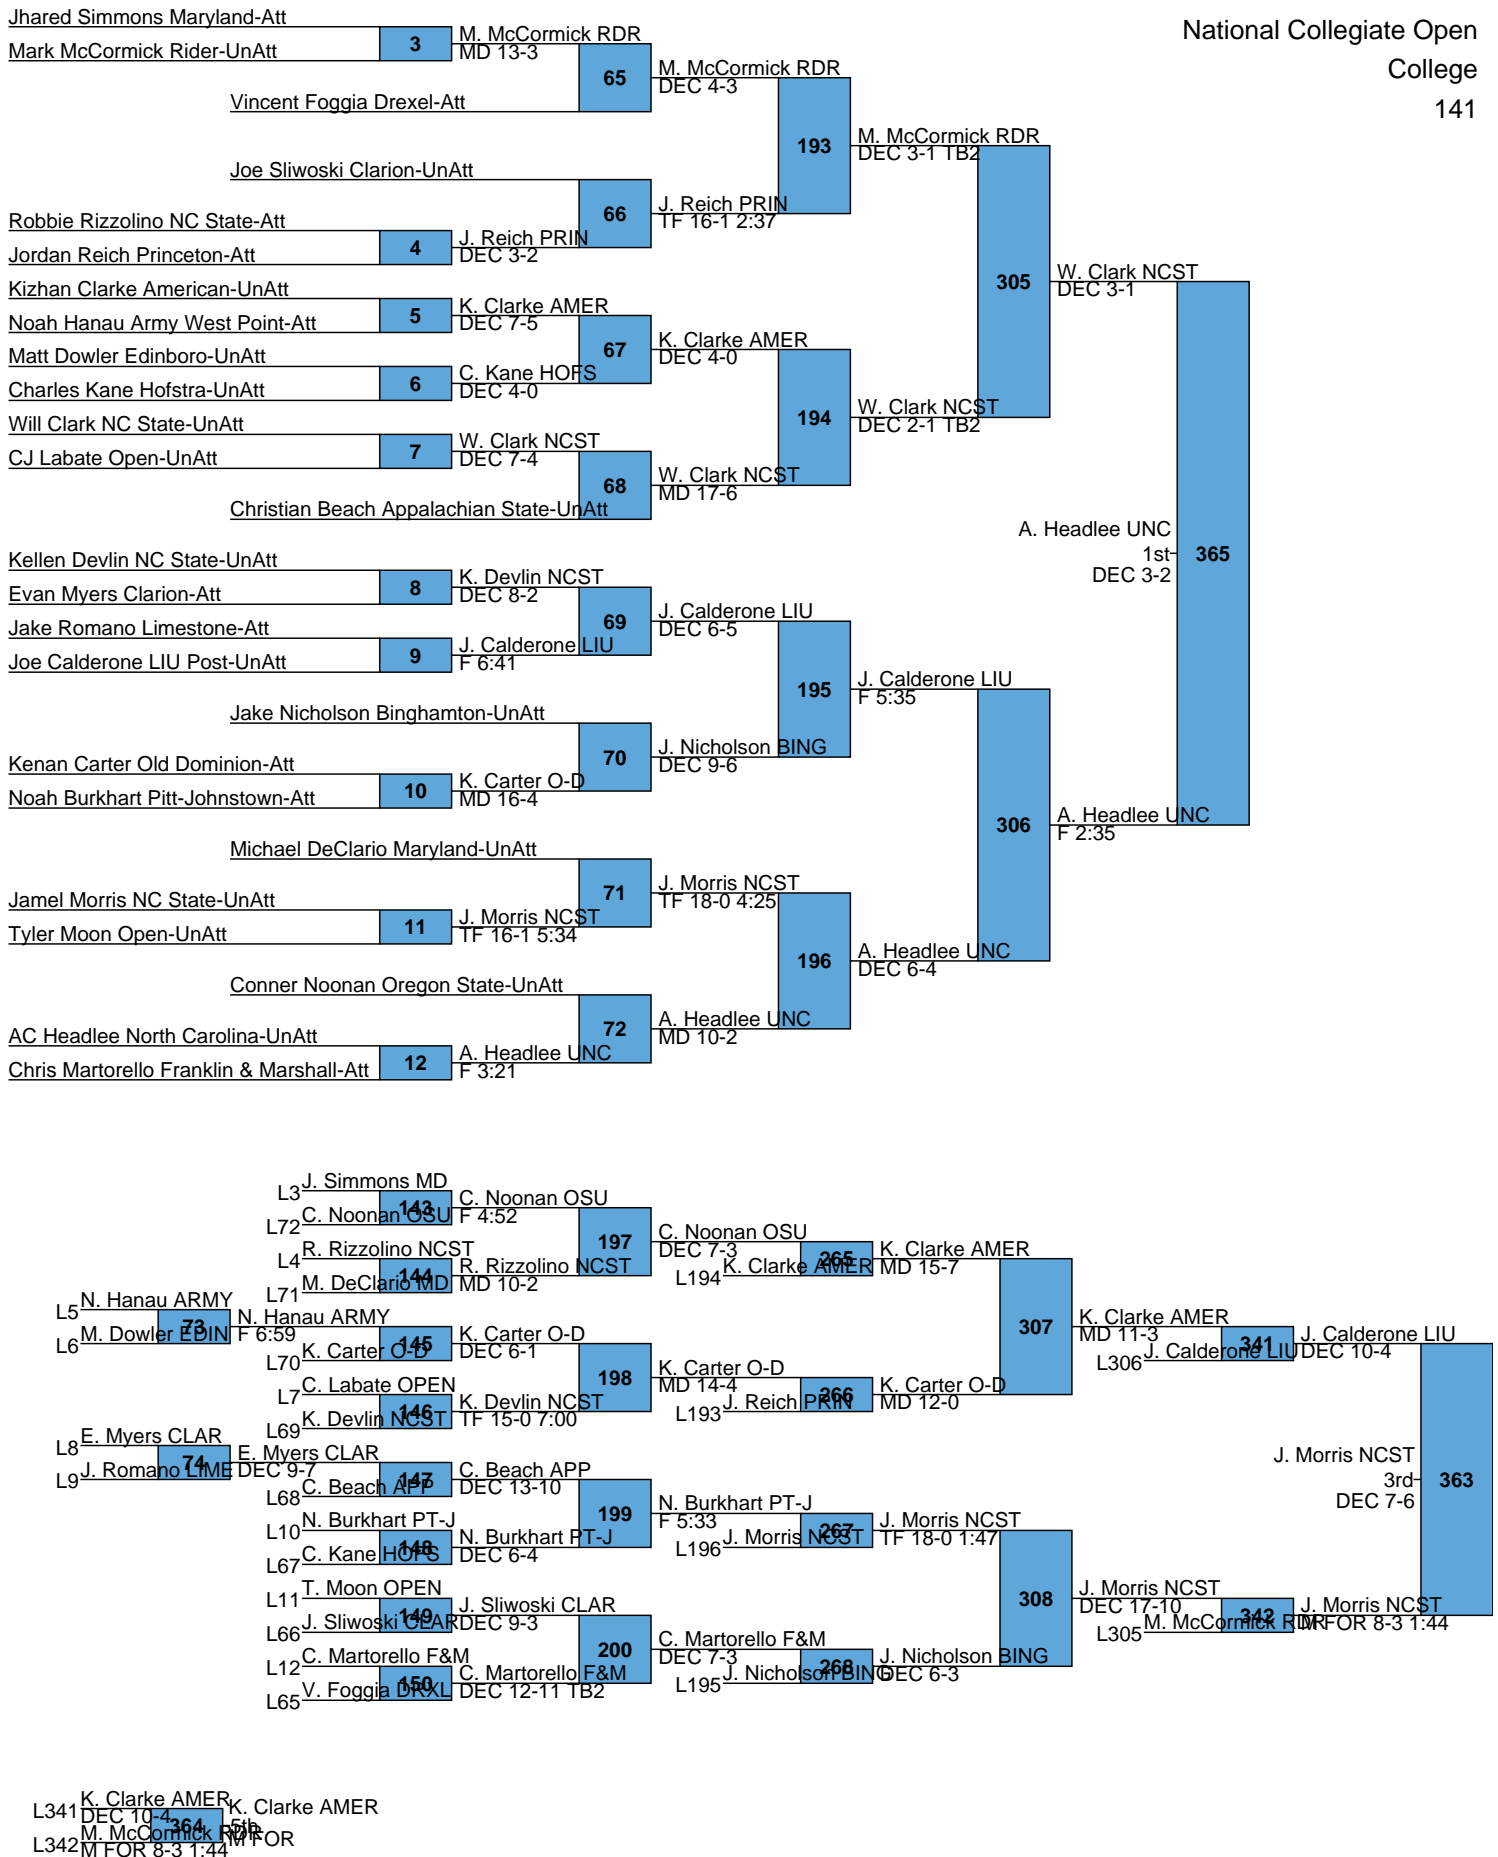 National Collegiate Open
College
141
Jhared Simmons Maryland-Att
3
M. McCormick RDR
Mark McCormick Rider-UnAtt
MD 13-3
65
M. McCormick RDR
DEC 4-3
Vincent Foggia Drexel-Att
193
M. McCormick RDR
DEC 3-1 TB2
Joe Sliwoski Clarion-UnAtt
66
J. Reich PRIN
TF 16-1 2:37
Robbie Rizzolino NC State-Att
4
J. Reich PRIN
Jordan Reich Princeton-Att
DEC 3-2
305
W. Clark NCST
DEC 3-1
Kizhan Clarke American-UnAtt
5
K. Clarke AMER
Noah Hanau Army West Point-Att
DEC 7-5
67
K. Clarke AMER
DEC 4-0
Matt Dowler Edinboro-UnAtt
6
C. Kane HOFS
Charles Kane Hofstra-UnAtt
DEC 4-0
194
W. Clark NCST
DEC 2-1 TB2
Will Clark NC State-UnAtt
7
W. Clark NCST
CJ Labate Open-UnAtt
DEC 7-4
68
W. Clark NCST
MD 17-6
Christian Beach Appalachian State-UnAtt
A. Headlee UNC
1st
365
DEC 3-2
Kellen Devlin NC State-UnAtt
8
K. Devlin NCST
Evan Myers Clarion-Att
DEC 8-2
69
J. Calderone LIU
DEC 6-5
Jake Romano Limestone-Att
9
J. Calderone LIU
Joe Calderone LIU Post-UnAtt
F 6:41
195
J. Calderone LIU
F 5:35
Jake Nicholson Binghamton-UnAtt
70
J. Nicholson BING
DEC 9-6
Kenan Carter Old Dominion-Att
10
K. Carter O-D
Noah Burkhart Pitt-Johnstown-Att
MD 16-4
306
A. Headlee UNC
F 2:35
Michael DeClario Maryland-UnAtt
71
J. Morris NCST
TF 18-0 4:25
Jamel Morris NC State-UnAtt
11
J. Morris NCST
Tyler Moon Open-UnAtt
TF 16-1 5:34
196
A. Headlee UNC
DEC 6-4
Conner Noonan Oregon State-UnAtt
72
A. Headlee UNC
MD 10-2
AC Headlee North Carolina-UnAtt
12
A. Headlee UNC
Chris Martorello Franklin & Marshall-Att
F 3:21
L3
J. Simmons MD
143
C. Noonan OSU
L72
C. Noonan OSU
F 4:52
197
C. Noonan OSU
DEC 7-3
L4
R. Rizzolino NCST
144
R. Rizzolino NCST
L71
M. DeClario MD
MD 10-2
265
K. Clarke AMER
L194
K. Clarke AMER
MD 15-7
L5
N. Hanau ARMY
73
N. Hanau ARMY
L6
M. Dowler EDIN
F 6:59
145
K. Carter O-D
L70
K. Carter O-D
DEC 6-1
307
K. Clarke AMER
MD 11-3
198
K. Carter O-D
MD 14-4
L7
C. Labate OPEN
146
K. Devlin NCST
L69
K. Devlin NCST
TF 15-0 7:00
266
K. Carter O-D
L193
J. Reich PRIN
MD 12-0
341
J. Calderone LIU
L306
J. Calderone LIU
DEC 10-4
L8
E. Myers CLAR
74
E. Myers CLAR
L9
J. Romano LIME
DEC 9-7
147
C. Beach APP
L68
C. Beach APP
DEC 13-10
199
N. Burkhart PT-J
F 5:33
L10
N. Burkhart PT-J
148
N. Burkhart PT-J
L67
C. Kane HOFS
DEC 6-4
267
J. Morris NCST
L196
J. Morris NCST
TF 18-0 1:47
J. Morris NCST
3rd
363
DEC 7-6
L11
T. Moon OPEN
149
J. Sliwoski CLAR
L66
J. Sliwoski CLAR
DEC 9-3
308
J. Morris NCST
DEC 17-10
200
C. Martorello F&M
DEC 7-3
L12
C. Martorello F&M
150
C. Martorello F&M
L65
V. Foggia DRXL
DEC 12-11 TB2
268
J. Nicholson BING
L195
J. Nicholson BING
DEC 6-3
342
J. Morris NCST
L305
M. McCormick RDR
M FOR 8-3 1:44
L341
K. Clarke AMER
DEC 10-4
364
K. Clarke AMER
5th
M FOR
L342
M. McCormick RDR
M FOR 8-3 1:44